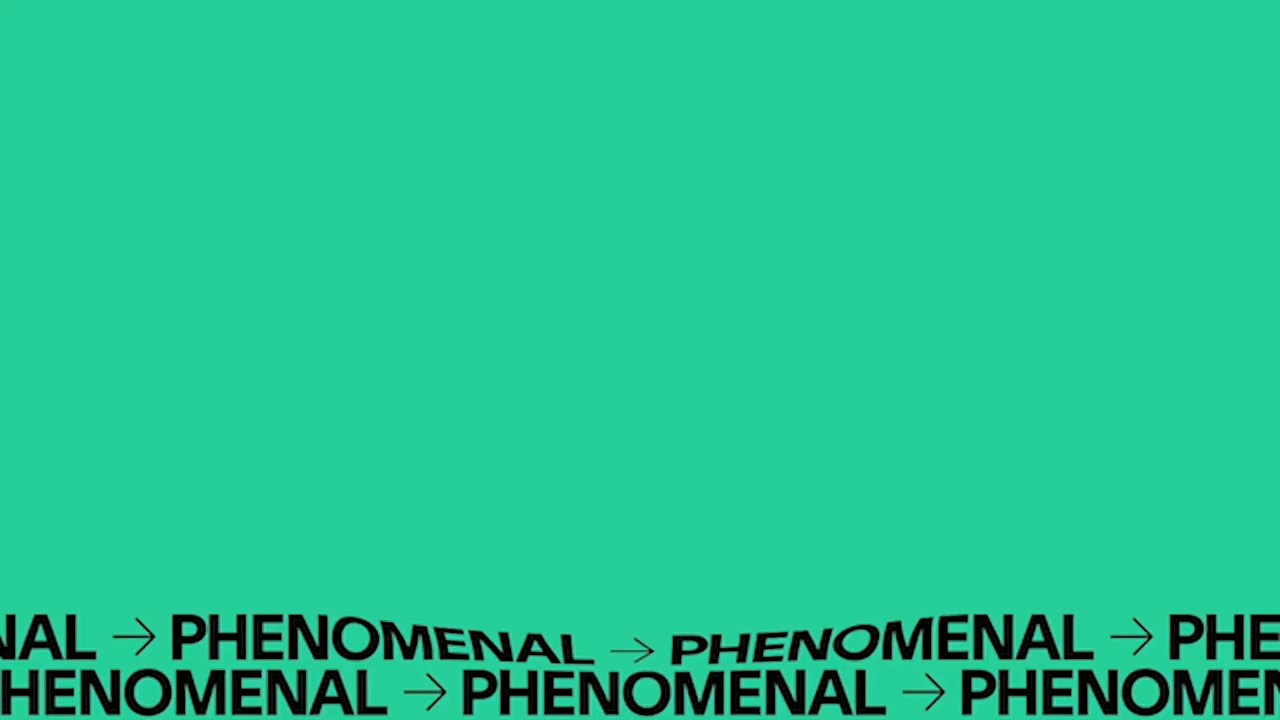 NAL → PHENOMENAL → PHENOMENAL → PHE
HENOMENAL → PHENOMENAL → PHENOMEN